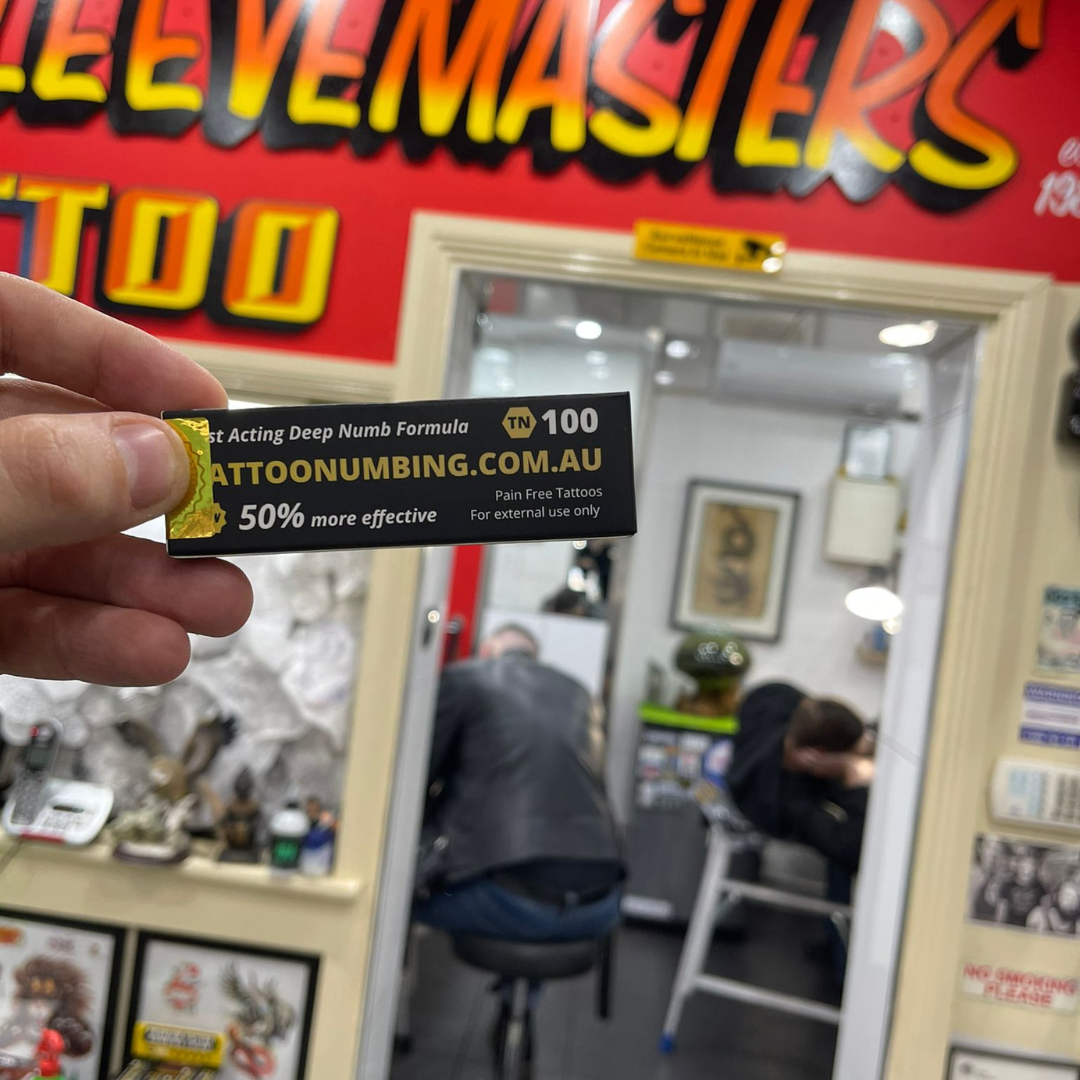 LEEVEMASTERS
TOO
st Acting Deep Numb Formula
TN 100
ATTOONUMBING.COM.AU
50% more effective
Pain Free Tattoos
For external use only
NO SMOKING
PLEASE